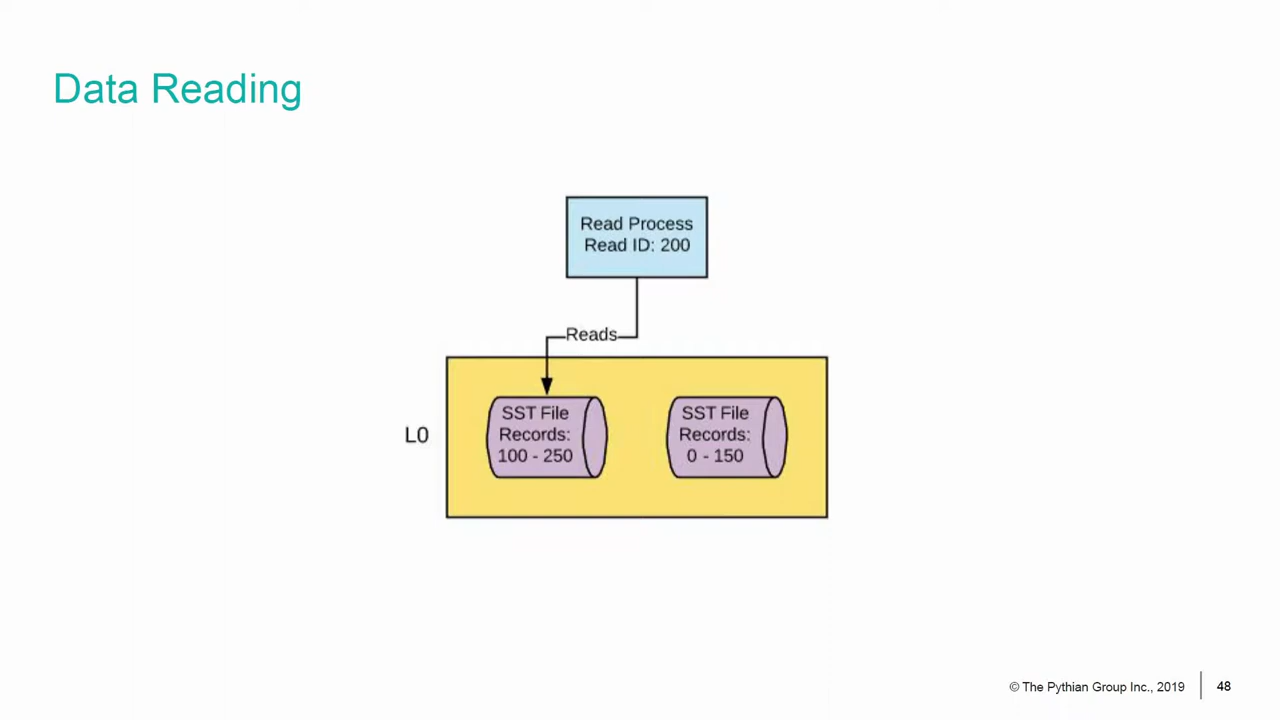 Data Reading
Read Process
Read ID: 200
Reads
L0
SST File
Records:
100 - 250
SST File
Records:
0 - 150
© The Pythian Group Inc., 2019
48